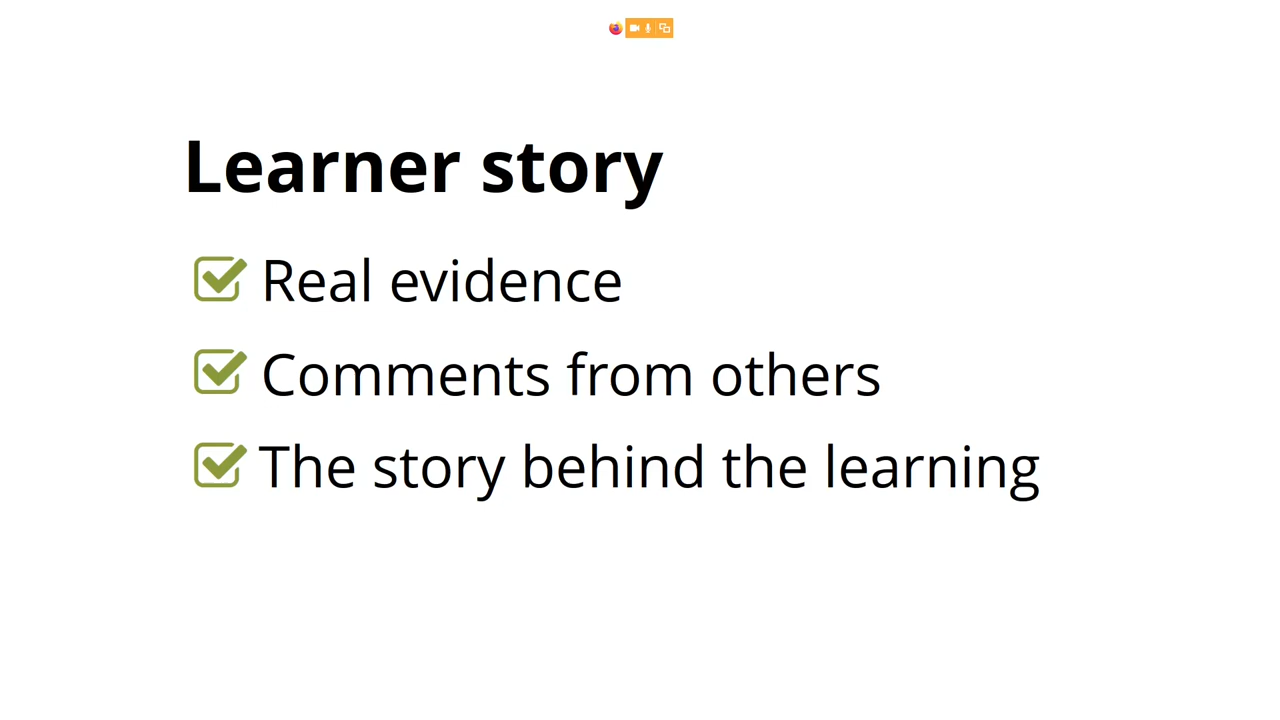 Learner story
Real evidence
Comments from others
The story behind the learning